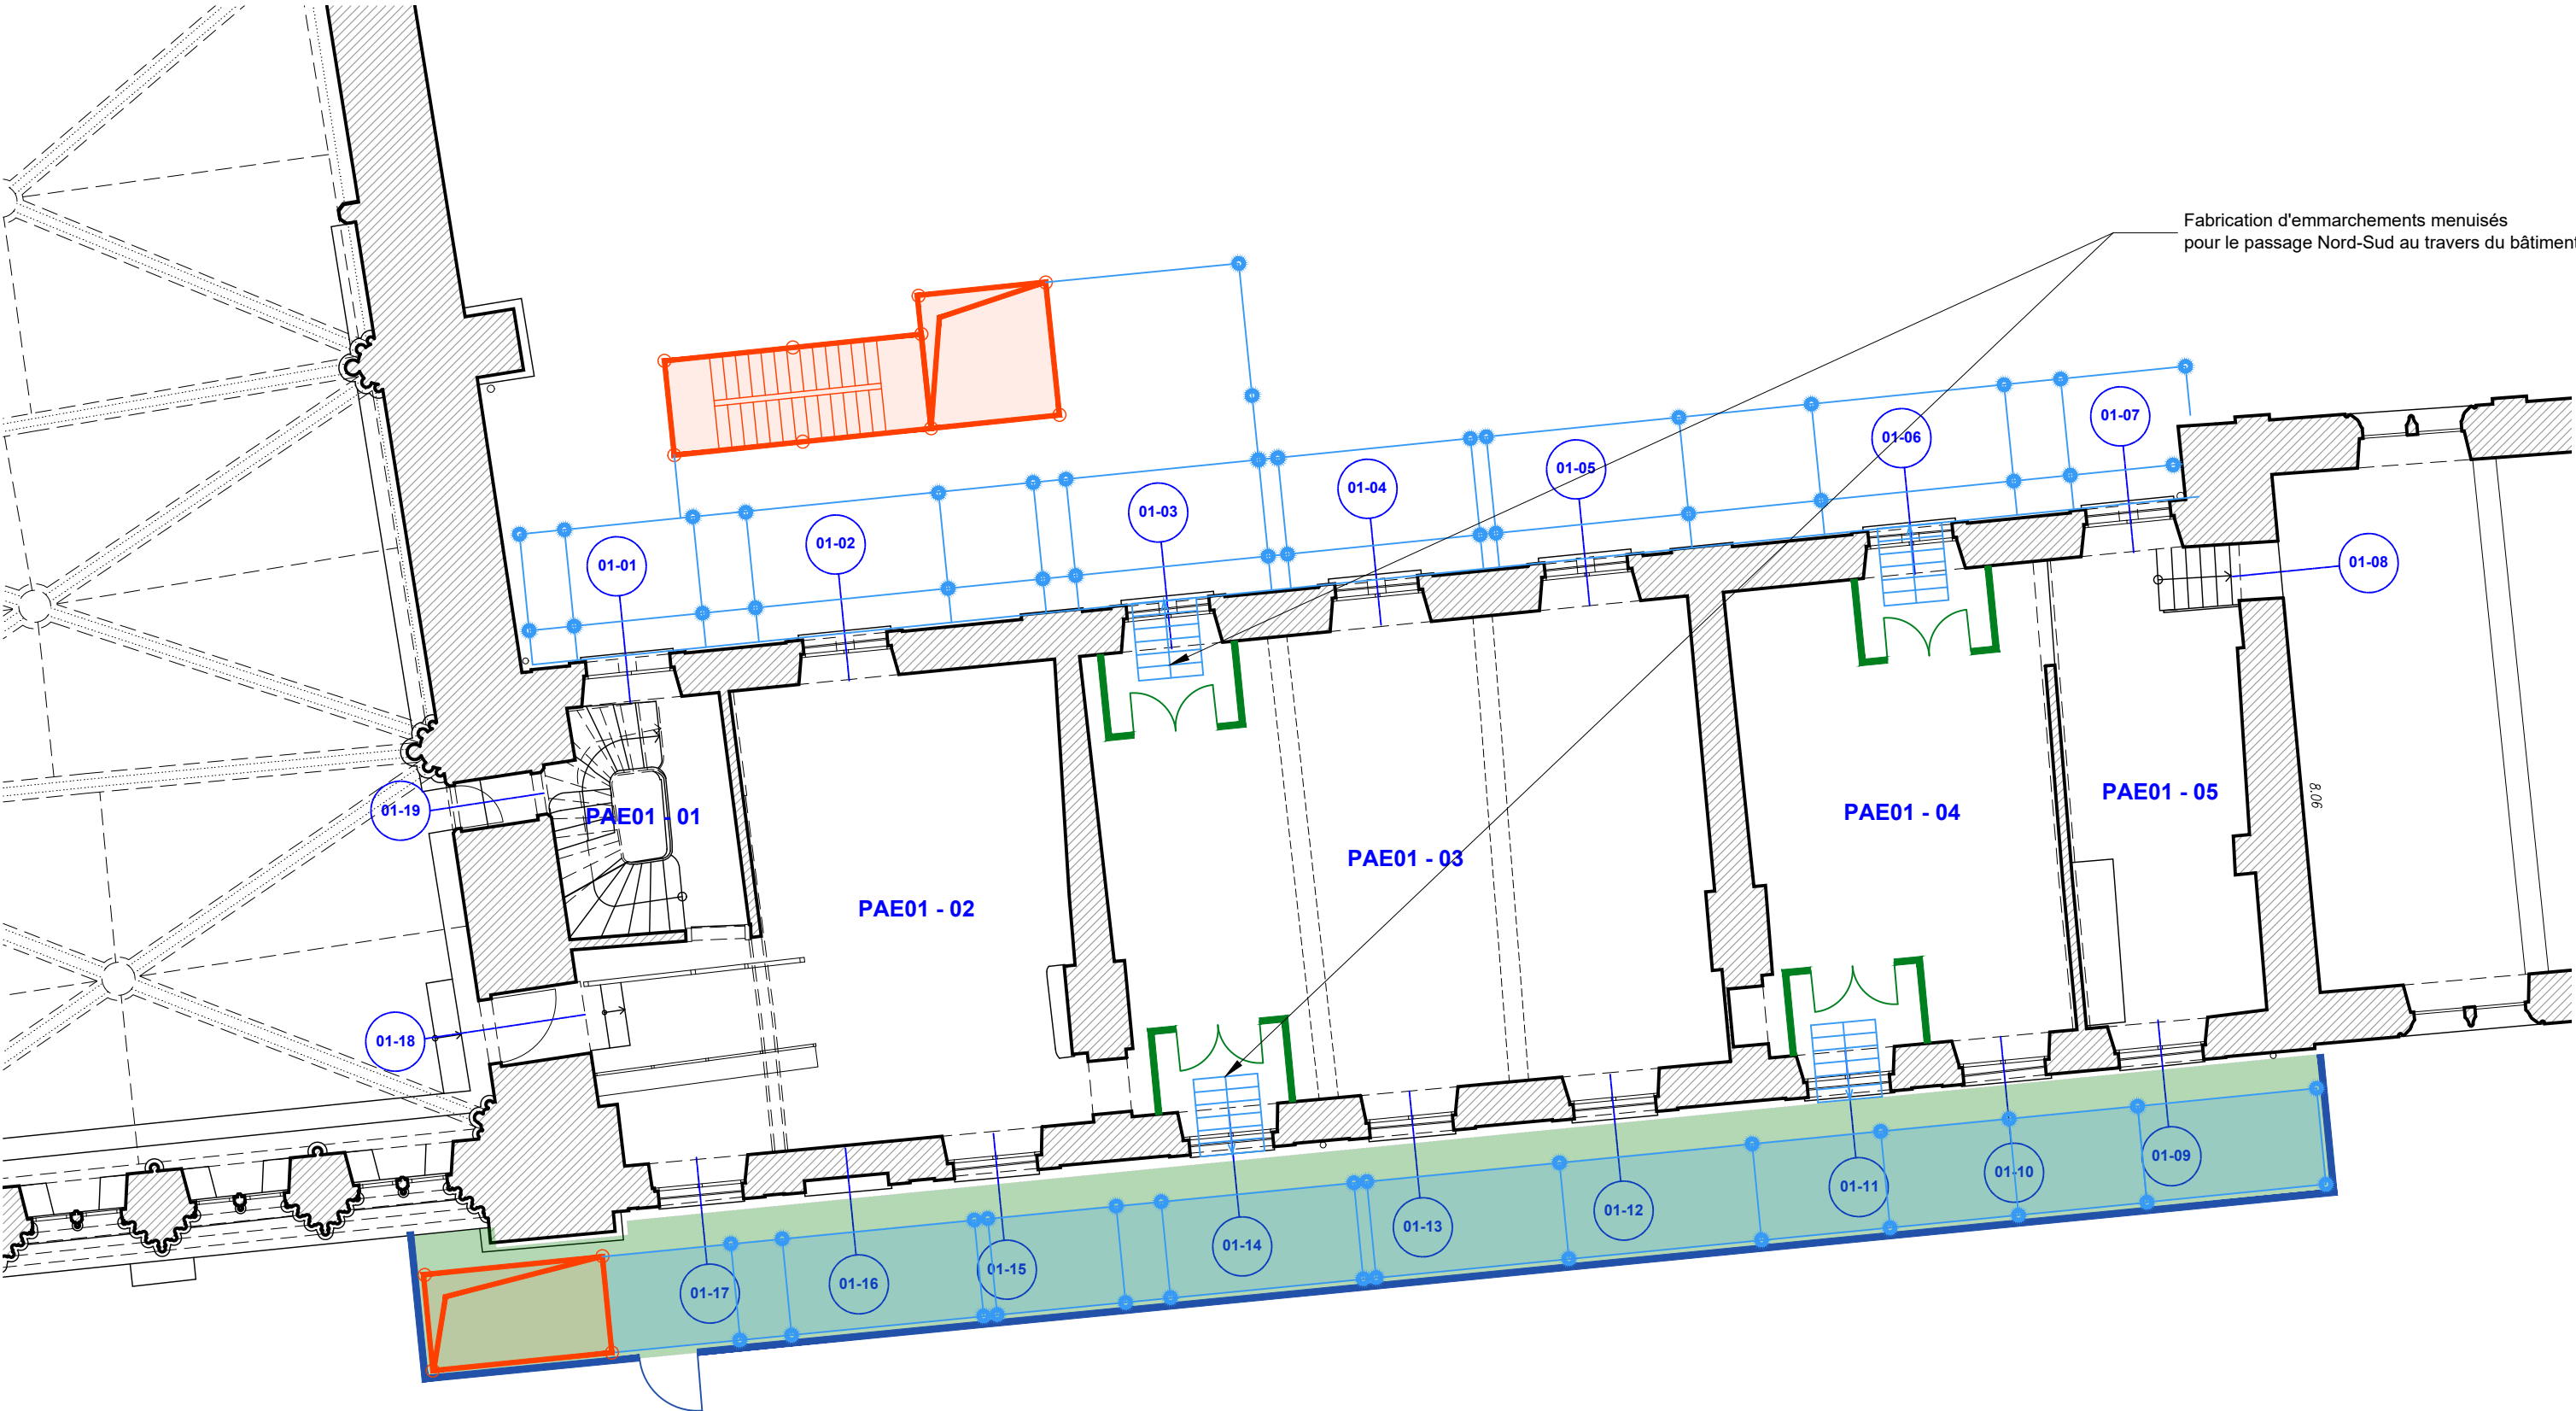 Fabrication d'emmarchements menuisés
pour le passage Nord-Sud au travers du bâtiment
01-01
01-02
01-03
01-04
01-05
01-06
01-07
01-08
01-19
01-18
PAE01 - 01
PAE01 - 02
PAE01 - 03
PAE01 - 04
PAE01 - 05
8.06
01-17
01-16
01-15
01-14
01-13
01-12
01-11
01-10
01-09